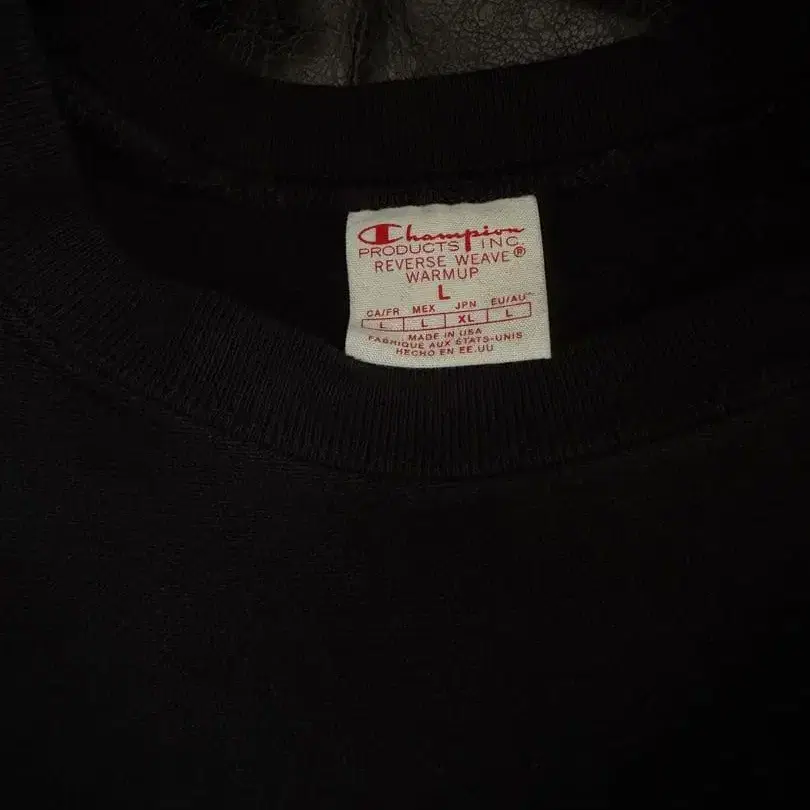 Champion
PRODUCTS INC.
REVERSE WEAVE®
WARMUP
L
CA/FR MEX JPN EU/AU
L L XL L
MADE IN USA
FABRIQUE AUX ÉTATS-UNIS
HECHO EN EE.UU